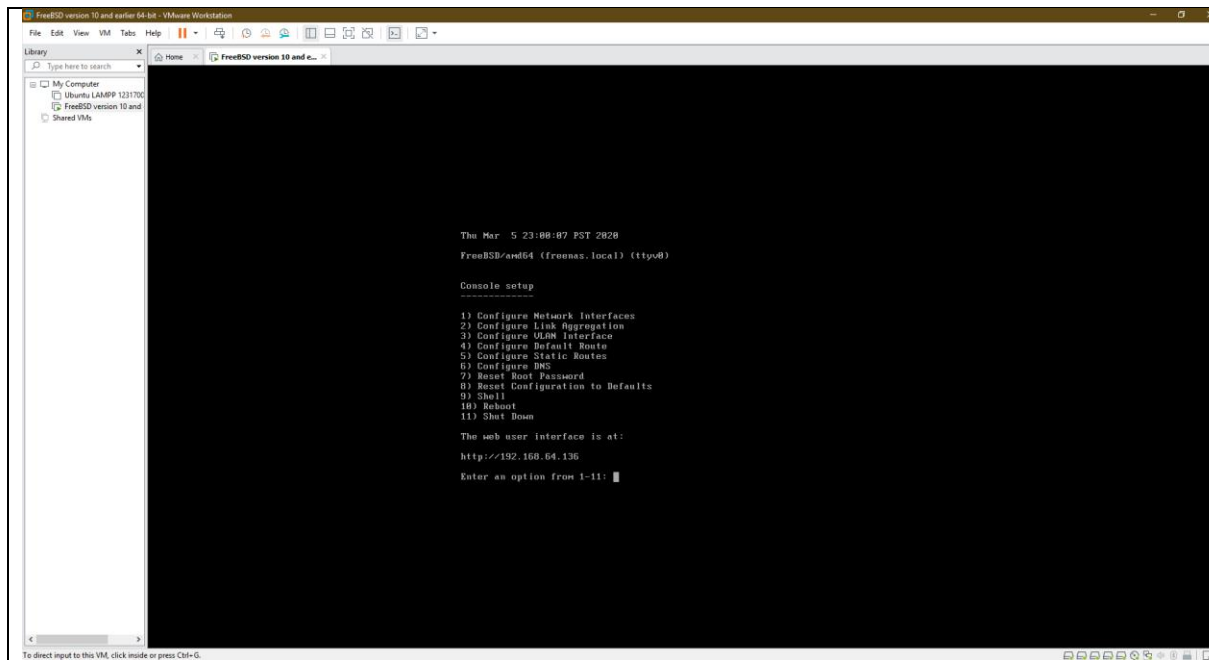 FreeBSD version 10 and earlier 64-bit - VMware Workstation
File Edit View VM Tabs Help
Library
Home
FreeBSD version 10 and e...
Type here to search
My Computer
Ubuntu LAMPP 1231700
FreeBSD version 10 and
Shared VMs
Thu Mar 5 23:00:07 PST 2020
FreeBSD/amd64 (freenas.local) (ttyv0)
Console setup
-------------
1) Configure Network Interfaces
2) Configure Link Aggregation
3) Configure VLAN Interface
4) Configure Default Route
5) Configure Static Routes
6) Configure DNS
7) Reset Root Password
8) Reset Configuration to Defaults
9) Shell
10) Reboot
11) Shut Down
The web user interface is at:
http://192.168.64.136
Enter an option from 1-11:
To direct input to this VM, click inside or press Ctrl+G.